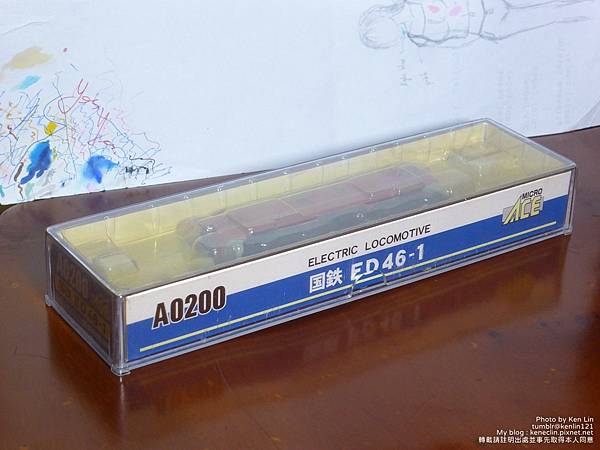 MICRO
ACE
ELECTRIC LOCOMOTIVE
国鉄 ED46-1
A0200
Photo by Ken Lin
tumblr@kenlin121
My blog : keneclin.pixnet.net
轉載請註明出處並事先取得本人同意